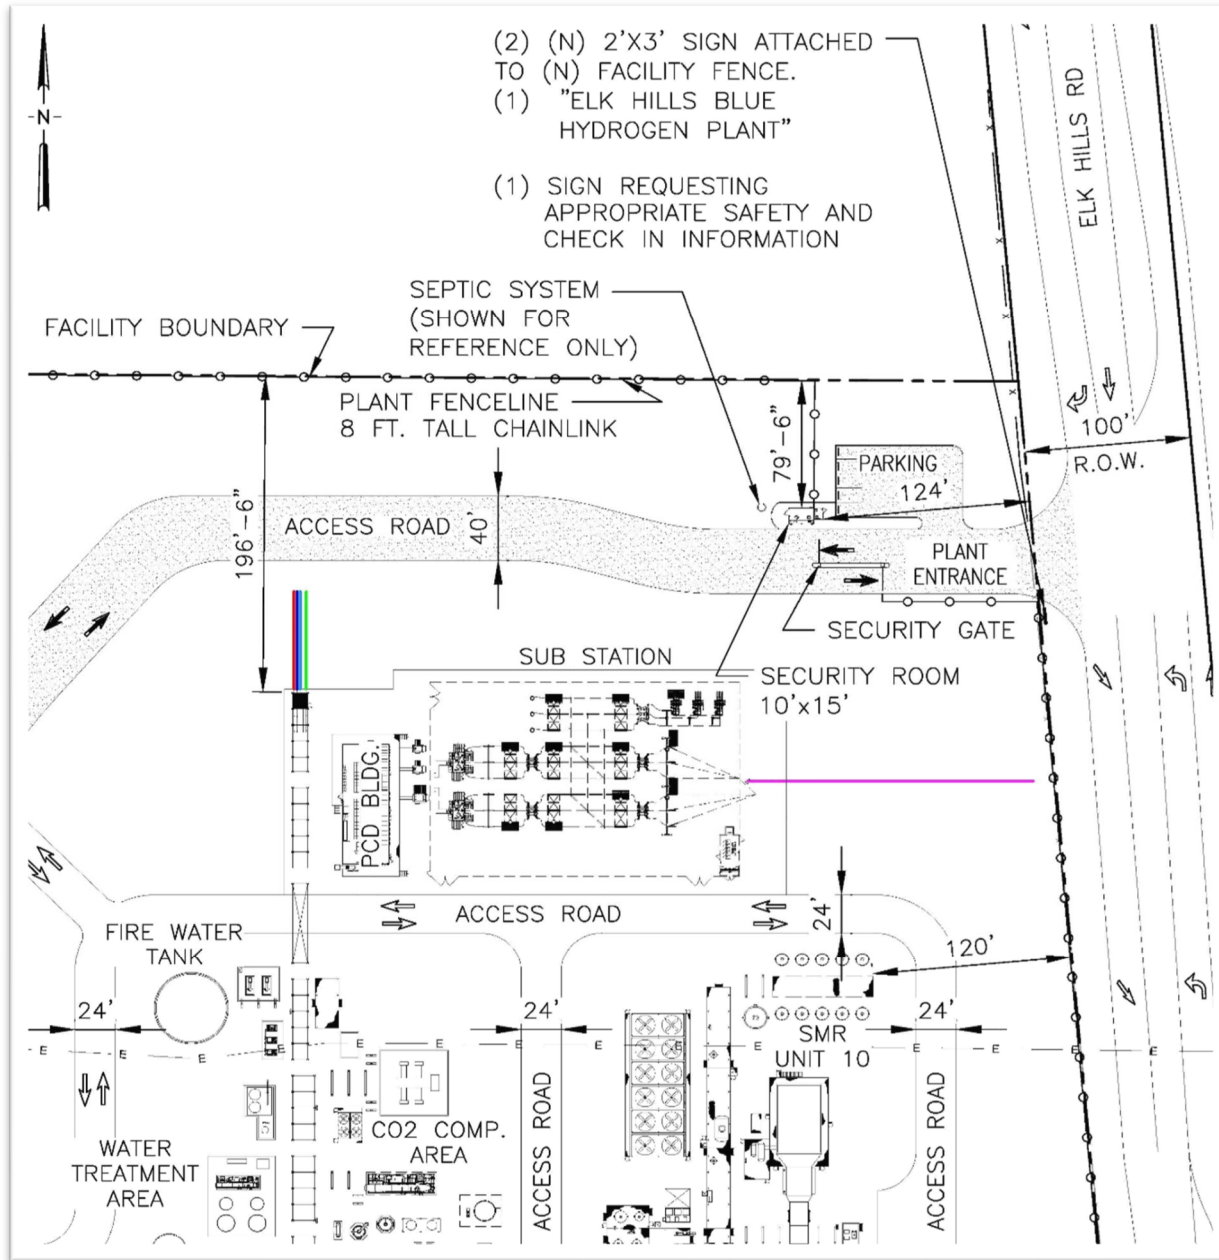 (2) (N) 2'X3' SIGN ATTACHED
TO (N) FACILITY FENCE.
(1) "ELK HILLS BLUE
HYDROGEN PLANT"
(1) SIGN REQUESTING
APPROPRIATE SAFETY AND
CHECK IN INFORMATION
-N-
ELK HILLS RD
SEPTIC SYSTEM
(SHOWN FOR
REFERENCE ONLY)
FACILITY BOUNDARY
PLANT FENCELINE
8 FT. TALL CHAINLINK
79'-6"
PARKING
100'
R.O.W.
124'
196'-6"
ACCESS ROAD
40'
PLANT
ENTRANCE
SECURITY GATE
SUB STATION
SECURITY ROOM
10'x15'
PCD BLDG.
ACCESS ROAD
24'
FIRE WATER
TANK
120'
24'
24'
24'
SMR
UNIT 10
E E E E E E E E E
CO2 COMP.
AREA
ACCESS ROAD
ACCESS ROAD
WATER
TREATMENT
AREA